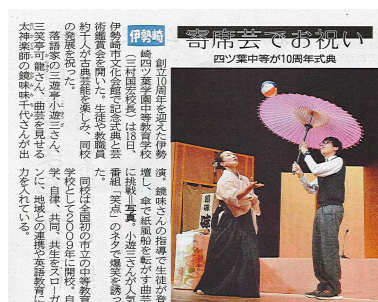 寄席芸でお祝い
四ツ葉中等が10周年式典
伊勢崎
創立10周年を迎えた伊勢
崎四ツ葉学園中等教育学校
（三村国宏校長）は18日、
伊勢崎市文化会館で記念式典と芸
術鑑賞会を開いた。生徒や教職員
約千人が古典芸能を楽しみ、同校
の発展を祝った。
落語家の三遊亭小遊三さん、
三笑亭可龍さん、曲芸を見せる
太神楽師の鏡味味千代さんが出
演。鏡味さんの指導で生徒が登
壇し、傘で紙風船を転がす曲芸
に挑戦＝写真。小遊三さんが人気
番組「笑点」のネタで爆笑を誘っ
た。
同校は全国初の市立の中等教育
学校として2009年に開校。自
学、自律、共同、共生をスローガ
ンに、地域との連携や英語教育に
力を入れている。